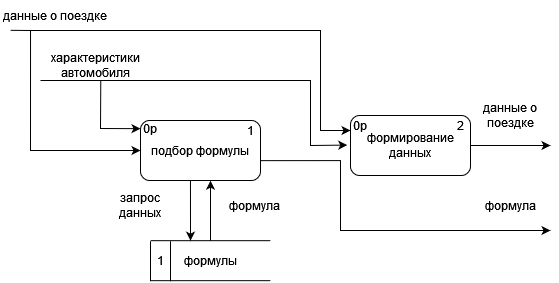 данные о поездке
характеристики
автомобиля
0р 1
подбор формулы
0р 2
формирование
данных
данные о
поездке
запрос
данных
формула
формула
1 формулы